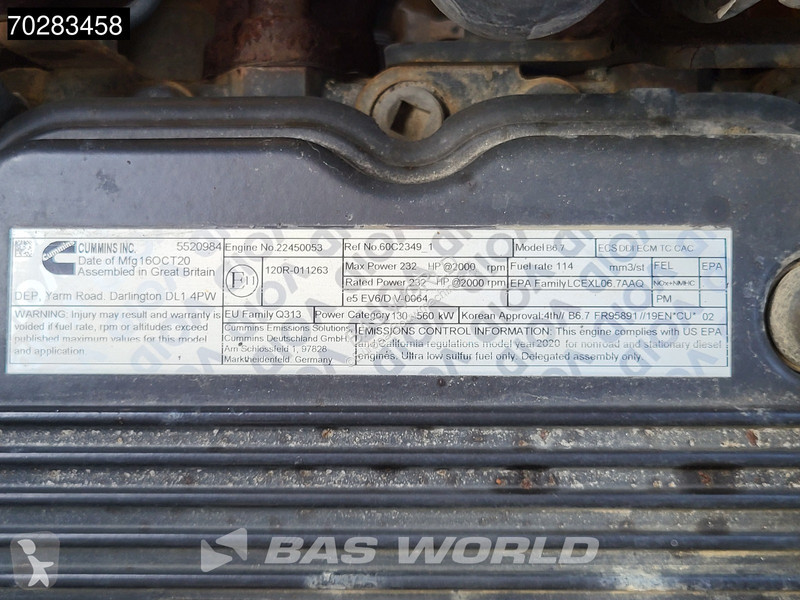 70283458
CUMMINS INC. 5520984
Date of Mfg 16OCT20
Assembled in Great Britain
DEP, Yarm Road. Darlington DL1 4PW
Engine No.22450053 Ref No.60C2349_1 Model B6.7 ECS DDI ECM TC CAC
E11 120R-011263
Max Power 232 HP @2000 rpm Fuel rate 114 mm3/st FEL EPA
Rated Power 232 HP @2000 rpm EPA Family LCEXL06.7AAQ NOx+NMHC
e5 EV6/D V-0064 PM
WARNING: Injury may result and warranty is
voided if fuel rate, rpm or altitudes exceed
published maximum values for this model
and application.
EU Family Q313 Power Category 130 - 560 kW Korean Approval:4th// B6.7 FR95891 //19EN*CU* 02
Cummins Emissions Solutions
(Cummins Deutschland GmbH)
Am Schlossfeld 1, 97828
Marktheidenfeld. Germany
EMISSIONS CONTROL INFORMATION: This engine complies with US EPA
and California regulations model year 2020 for nonroad and stationary diesel
engines. Ultra low sulfur fuel only. Delegated assembly only.
BAS WORLD